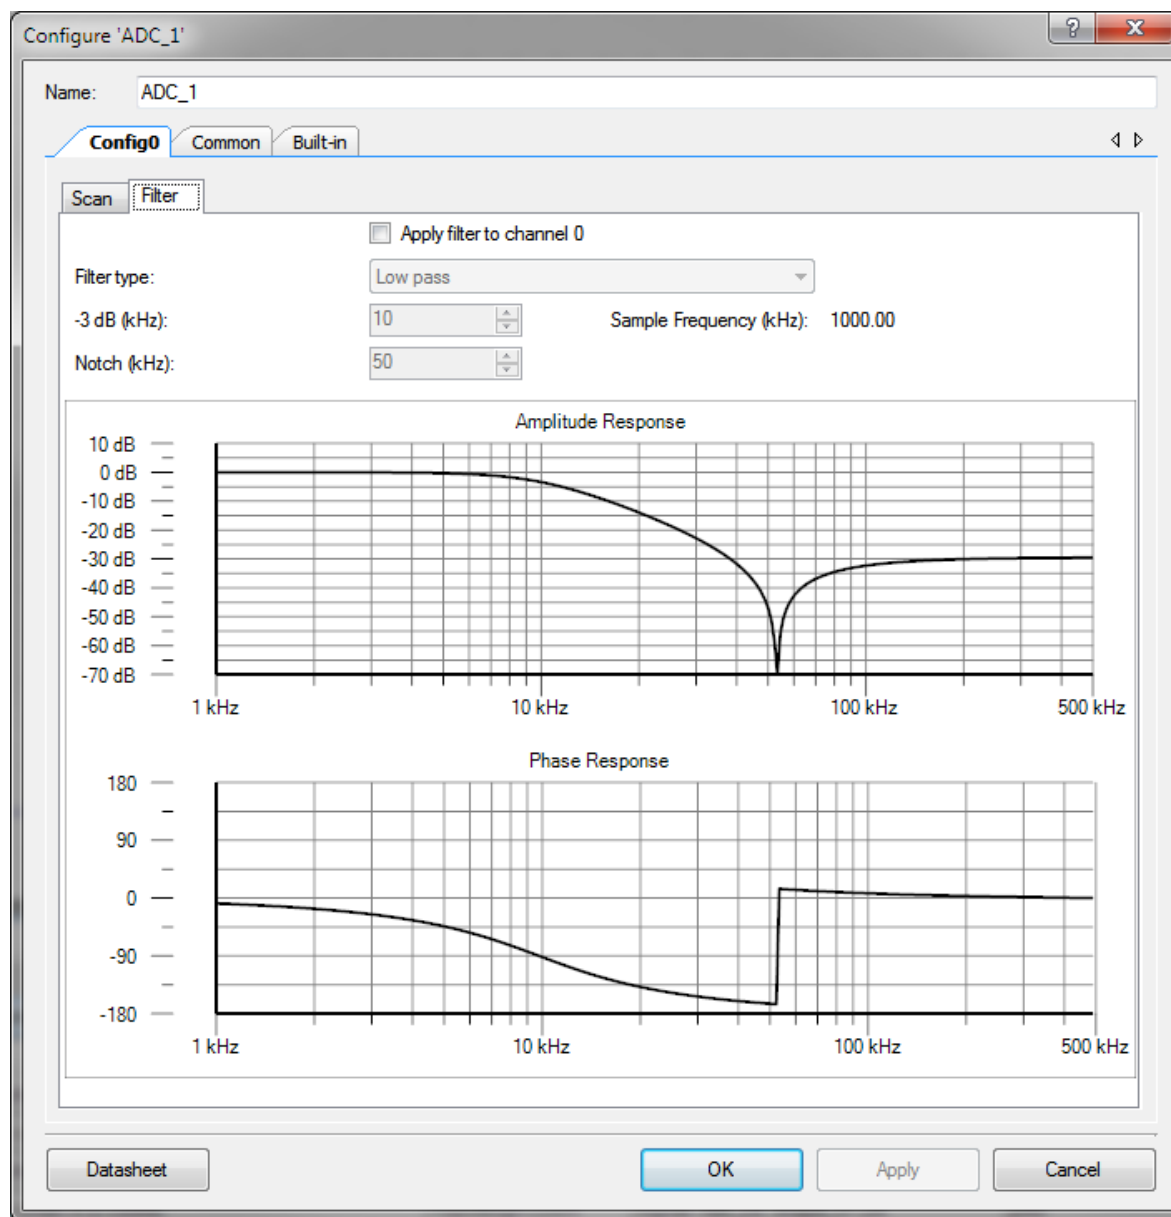 Configure 'ADC_1'
?
Name: ADC_1
Config0 Common Built-in
Scan Filter
Apply filter to channel 0
Filter type: Low pass
-3 dB (kHz): 10 Sample Frequency (kHz): 1000.00
Notch (kHz): 50
Amplitude Response
10 dB
0 dB
-10 dB
-20 dB
-30 dB
-40 dB
-50 dB
-60 dB
-70 dB
1 kHz 10 kHz 100 kHz 500 kHz
Phase Response
180
90
0
-90
-180
1 kHz 10 kHz 100 kHz 500 kHz
Datasheet OK Apply Cancel